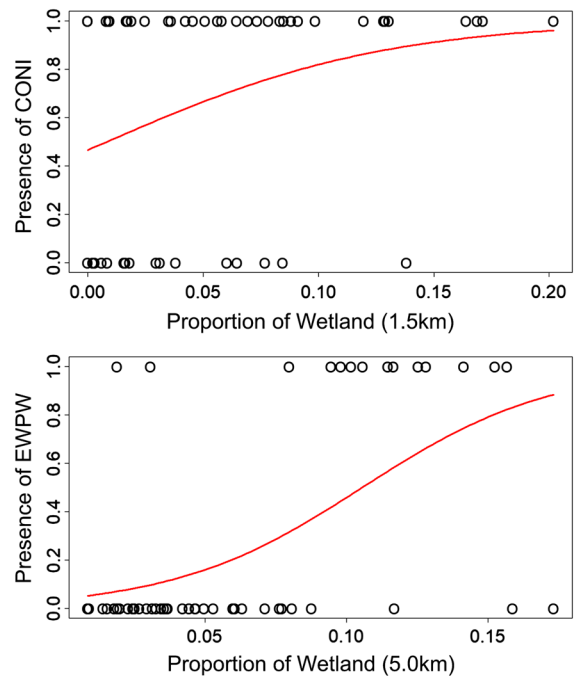 Presence of CONI
1.0
0.8
0.6
0.4
0.2
0.0
0.00 0.05 0.10 0.15 0.20
Proportion of Wetland (1.5km)
Presence of EWPW
1.0
0.8
0.6
0.4
0.2
0.0
0.05 0.10 0.15
Proportion of Wetland (5.0km)